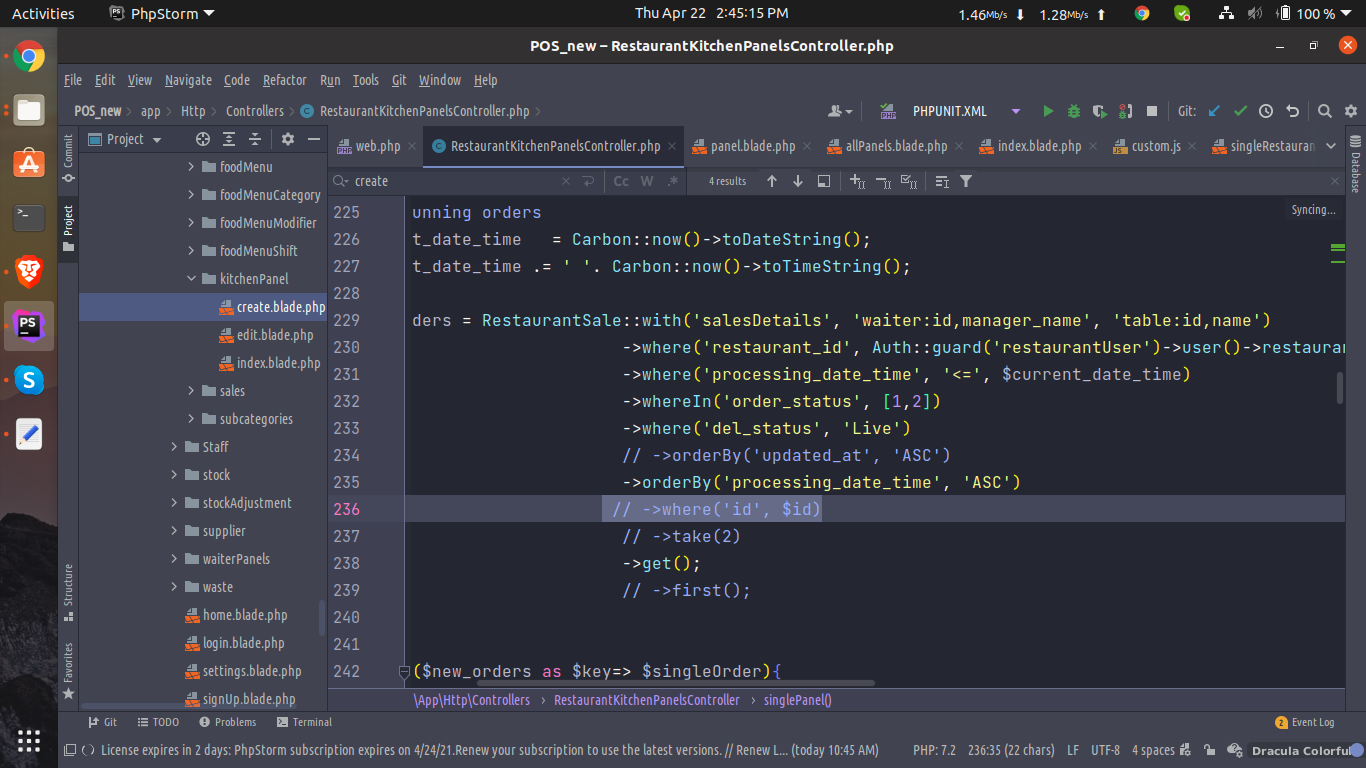 Activities PhpStorm Thu Apr 22 2:45:15 PM 1.46Mb/s 1.28Mb/s 100 %
POS_new – RestaurantKitchenPanelsController.php
File Edit View Navigate Code Refactor Run Tools Git Window Help
POS_new app Http Controllers RestaurantKitchenPanelsController.php PHPUNIT.XML Git:
Commit
Project
Structure
Favorites
Database
Project
foodMenu
foodMenuCategory
foodMenuModifier
foodMenuShift
kitchenPanel
create.blade.php
edit.blade.php
index.blade.php
sales
subcategories
Staff
stock
stockAdjustment
supplier
waiterPanels
waste
home.blade.php
login.blade.php
settings.blade.php
signUp.blade.php
web.php RestaurantKitchenPanelsController.php panel.blade.php allPanels.blade.php index.blade.php custom.js singleRestauran
create Cc W .* 4 results
Syncing...
225 unning orders
226 t_date_time = Carbon::now()->toDateString();
227 t_date_time .= ' '. Carbon::now()->toTimeString();
228
229 ders = RestaurantSale::with('salesDetails', 'waiter:id,manager_name', 'table:id,name')
230 ->where('restaurant_id', Auth::guard('restaurantUser')->user()->restauran
231 ->where('processing_date_time', '<=', $current_date_time)
232 ->whereIn('order_status', [1,2])
233 ->where('del_status', 'Live')
234 // ->orderBy('updated_at', 'ASC')
235 ->orderBy('processing_date_time', 'ASC')
236 // ->where('id', $id)
237 // ->take(2)
238 ->get();
239 // ->first();
240
241
242 ($new_orders as $key=> $singleOrder){
\App\Http\Controllers RestaurantKitchenPanelsController singlePanel()
Git TODO Problems Terminal 2 Event Log
License expires in 2 days: PhpStorm subscription expires on 4/24/21.Renew your subscription to use the latest versions. // Renew L... (today 10:45 AM) PHP: 7.2 236:35 (22 chars) LF UTF-8 4 spaces Dracula Colorful